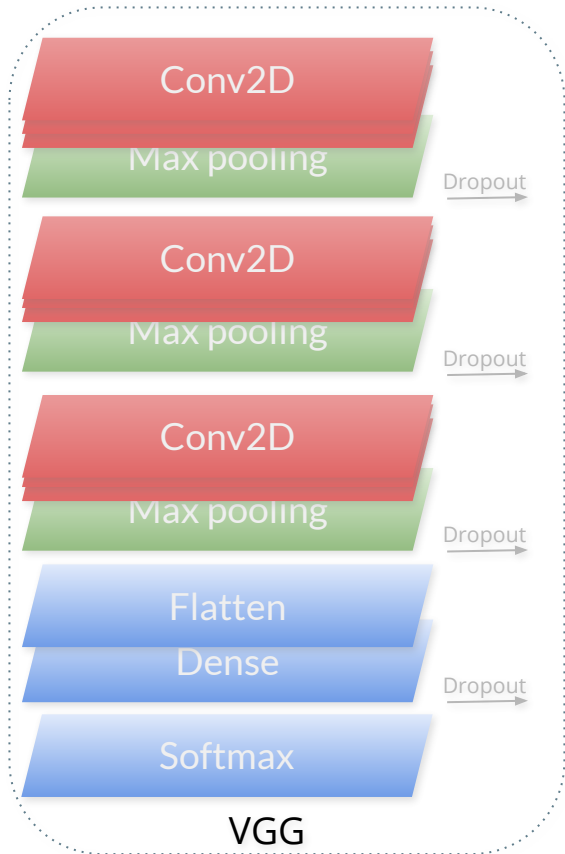 Conv2D
Max pooling
Dropout
Conv2D
Max pooling
Dropout
Conv2D
Max pooling
Dropout
Flatten
Dense
Dropout
Softmax
VGG